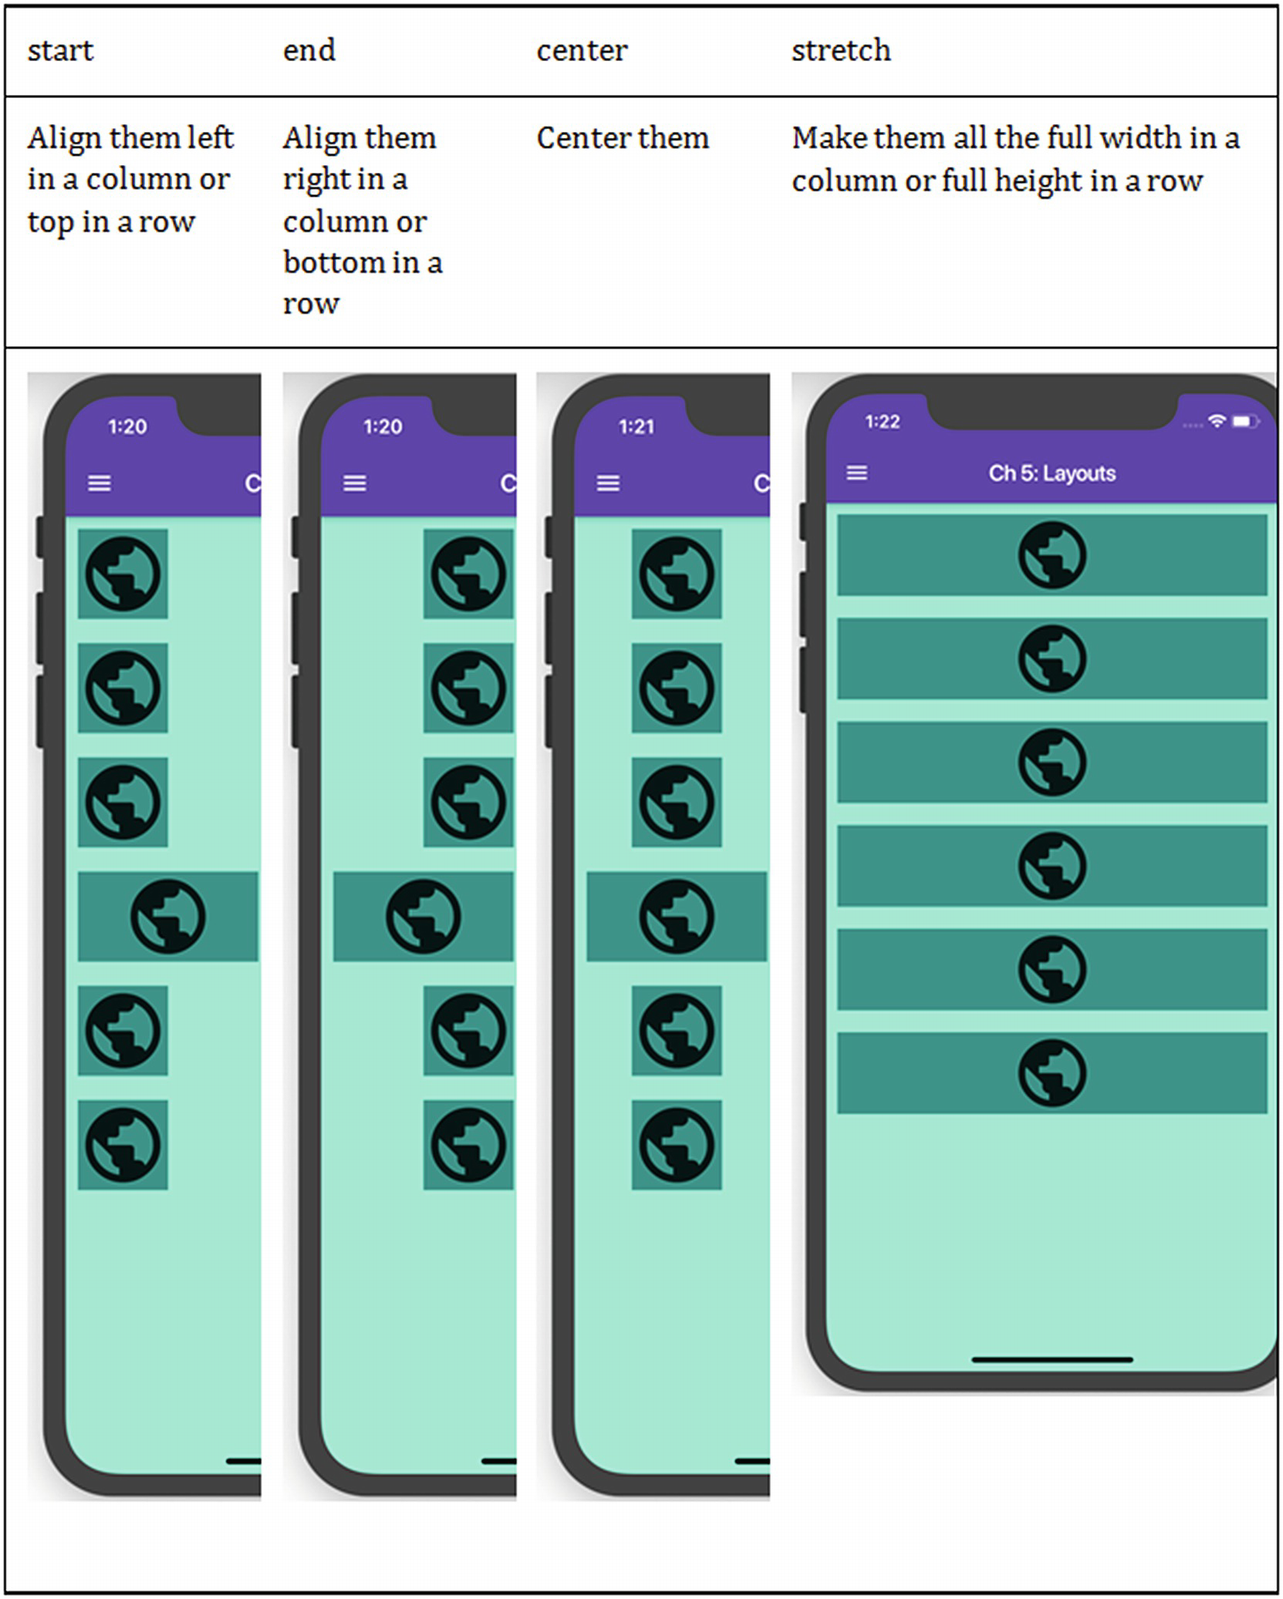 start
end
center
stretch
Align them left
in a column or
top in a row
Align them
right in a
column or
bottom in a
row
Center them
Make them all the full width in a
column or full height in a row
1:20
C
1:20
C
1:21
C
1:22
Ch 5: Layouts